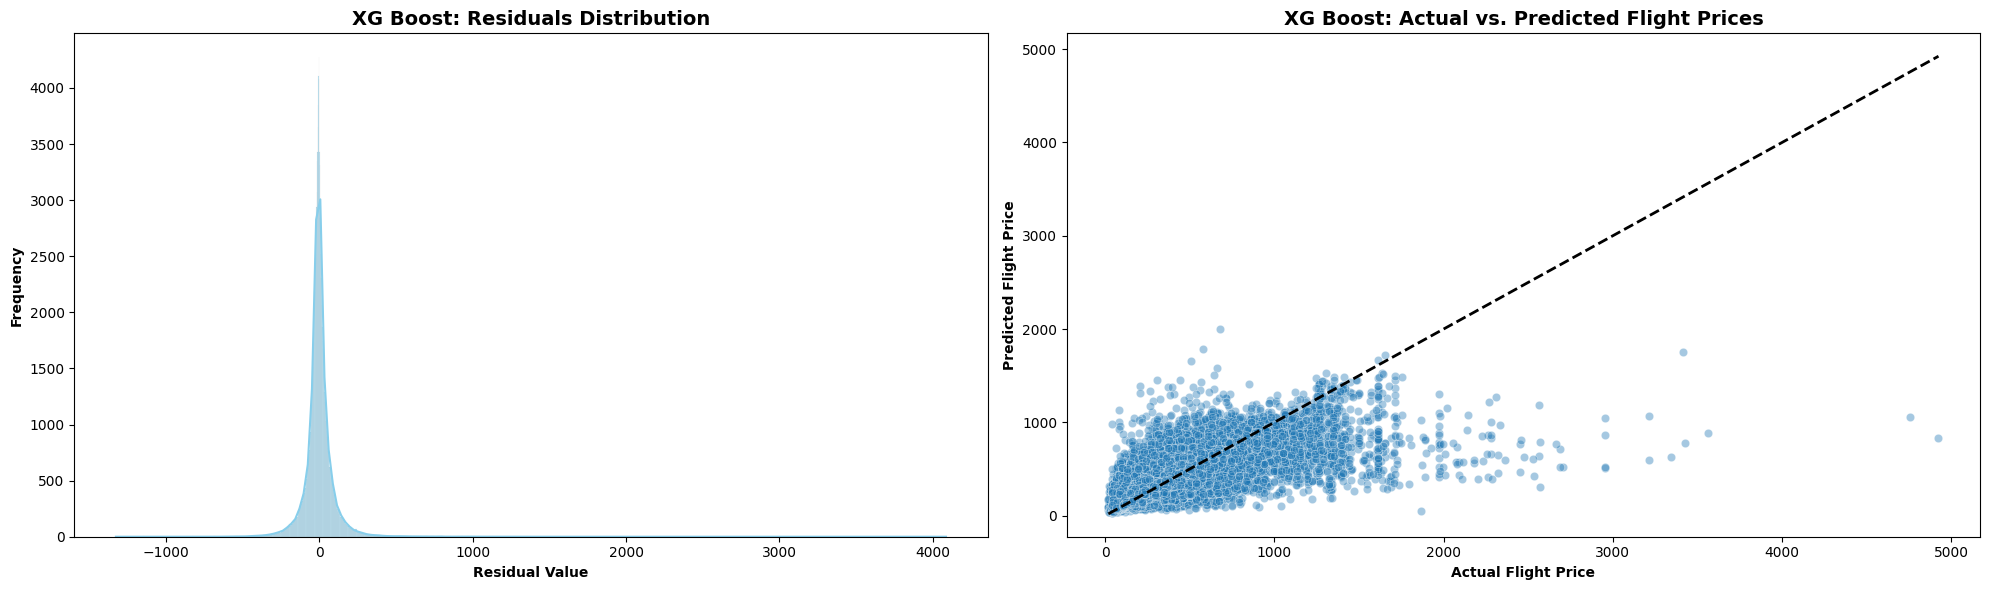 XG Boost: Residuals Distribution
Frequency
4000
3500
3000
2500
2000
1500
1000
500
0
−1000 0 1000 2000 3000 4000
Residual Value
XG Boost: Actual vs. Predicted Flight Prices
Predicted Flight Price
5000
4000
3000
2000
1000
0
0 1000 2000 3000 4000 5000
Actual Flight Price